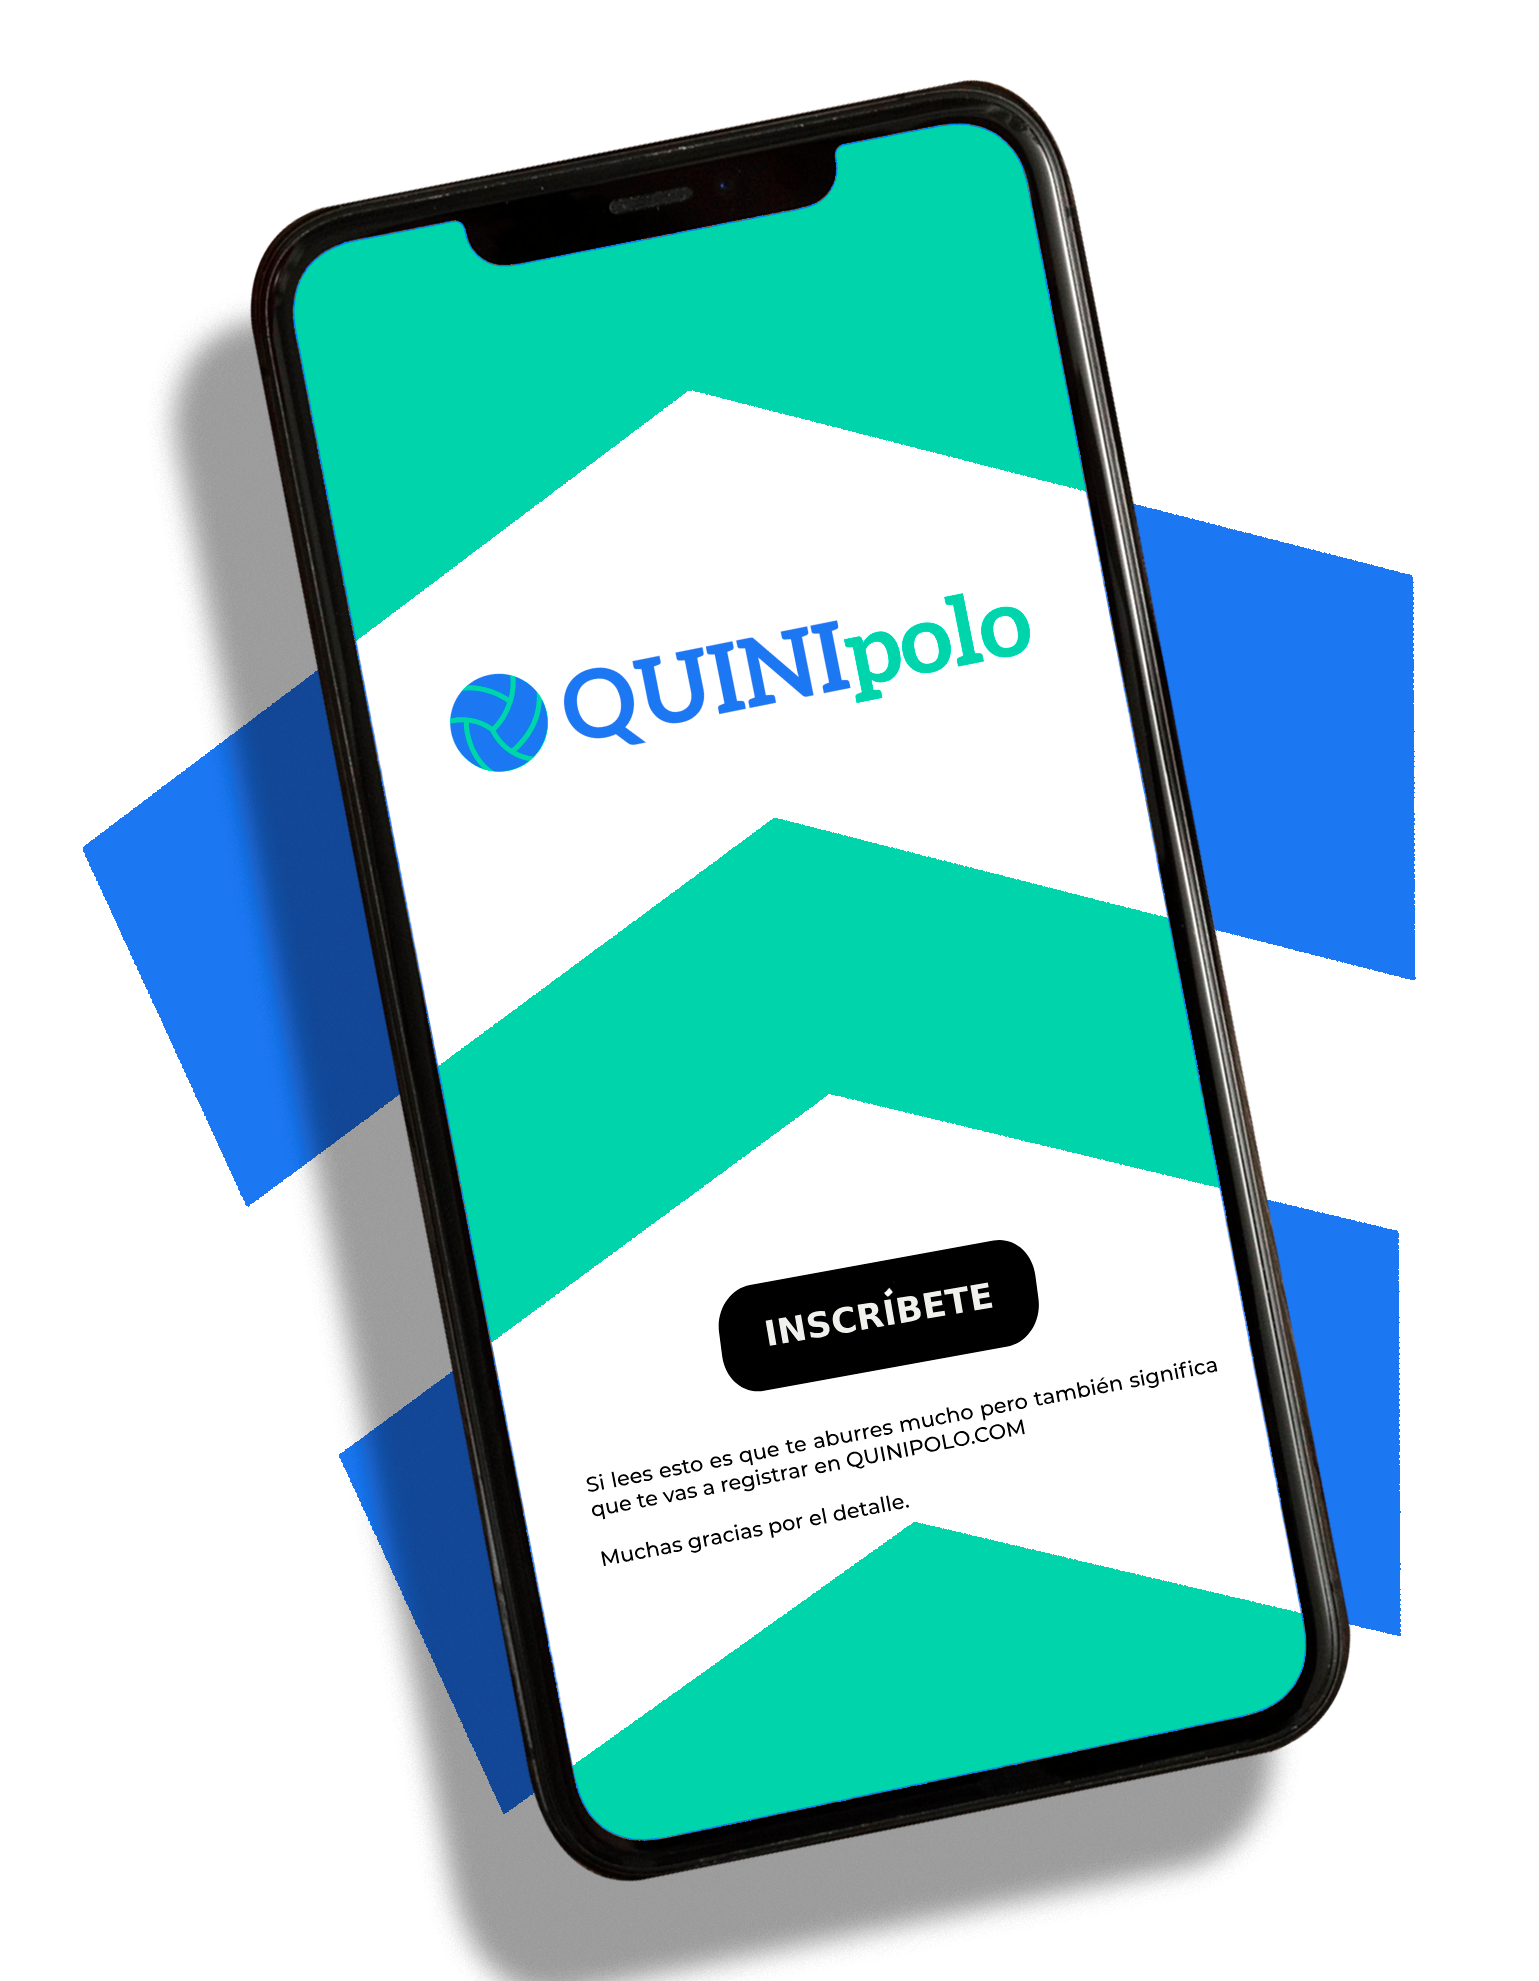 QUINIpolo
INSCRÍBETE
Si lees esto es que te aburres mucho pero también significa
que te vas a registrar en QUINIPOLO.COM
Muchas gracias por el detalle.